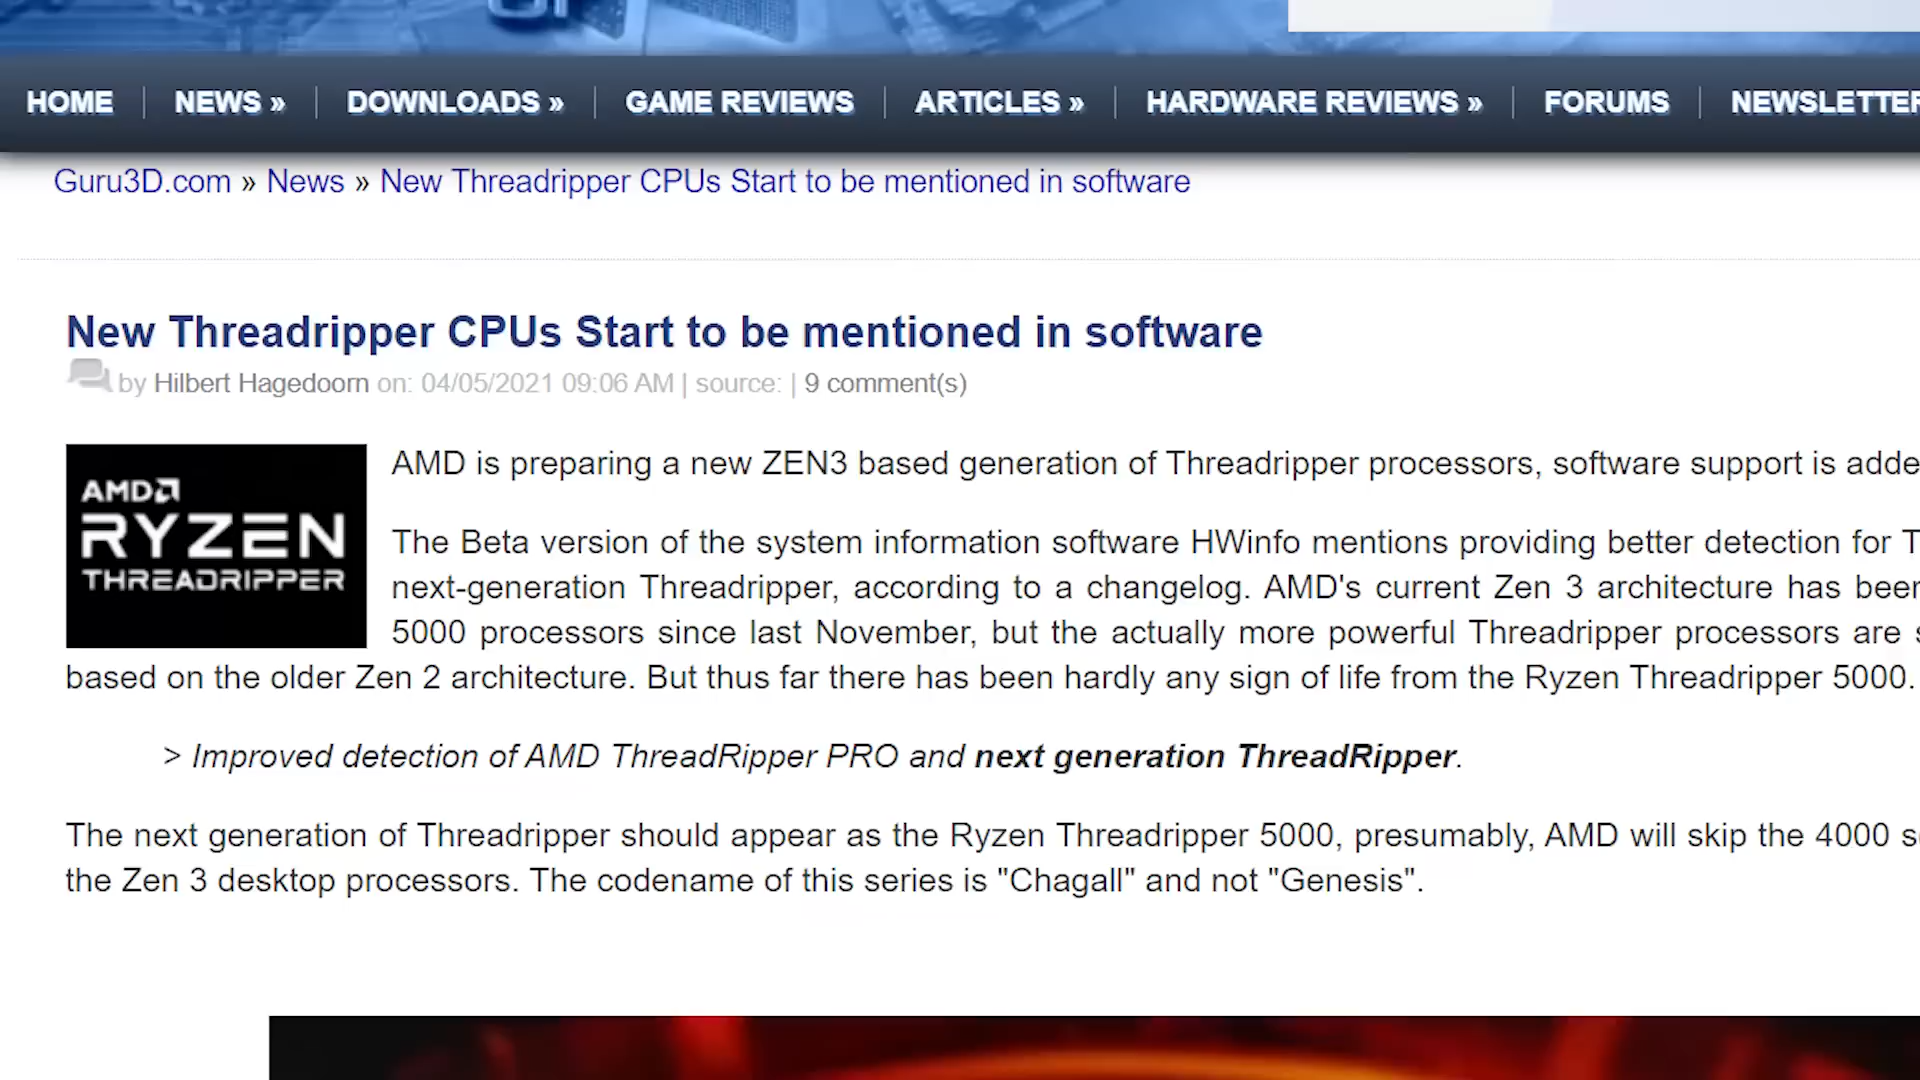 HOME NEWS » DOWNLOADS » GAME REVIEWS ARTICLES » HARDWARE REVIEWS » FORUMS NEWSLETTER
Guru3D.com » News » New Threadripper CPUs Start to be mentioned in software
New Threadripper CPUs Start to be mentioned in software
by Hilbert Hagedoorn on: 04/05/2021 09:06 AM | source: | 9 comment(s)
AMD
RYZEN
THREADRIPPER
AMD is preparing a new ZEN3 based generation of Threadripper processors, software support is adde
The Beta version of the system information software HWinfo mentions providing better detection for T
next-generation Threadripper, according to a changelog. AMD's current Zen 3 architecture has been
5000 processors since last November, but the actually more powerful Threadripper processors are s
based on the older Zen 2 architecture. But thus far there has been hardly any sign of life from the Ryzen Threadripper 5000.
> Improved detection of AMD ThreadRipper PRO and next generation ThreadRipper.
The next generation of Threadripper should appear as the Ryzen Threadripper 5000, presumably, AMD will skip the 4000 s
the Zen 3 desktop processors. The codename of this series is "Chagall" and not "Genesis".